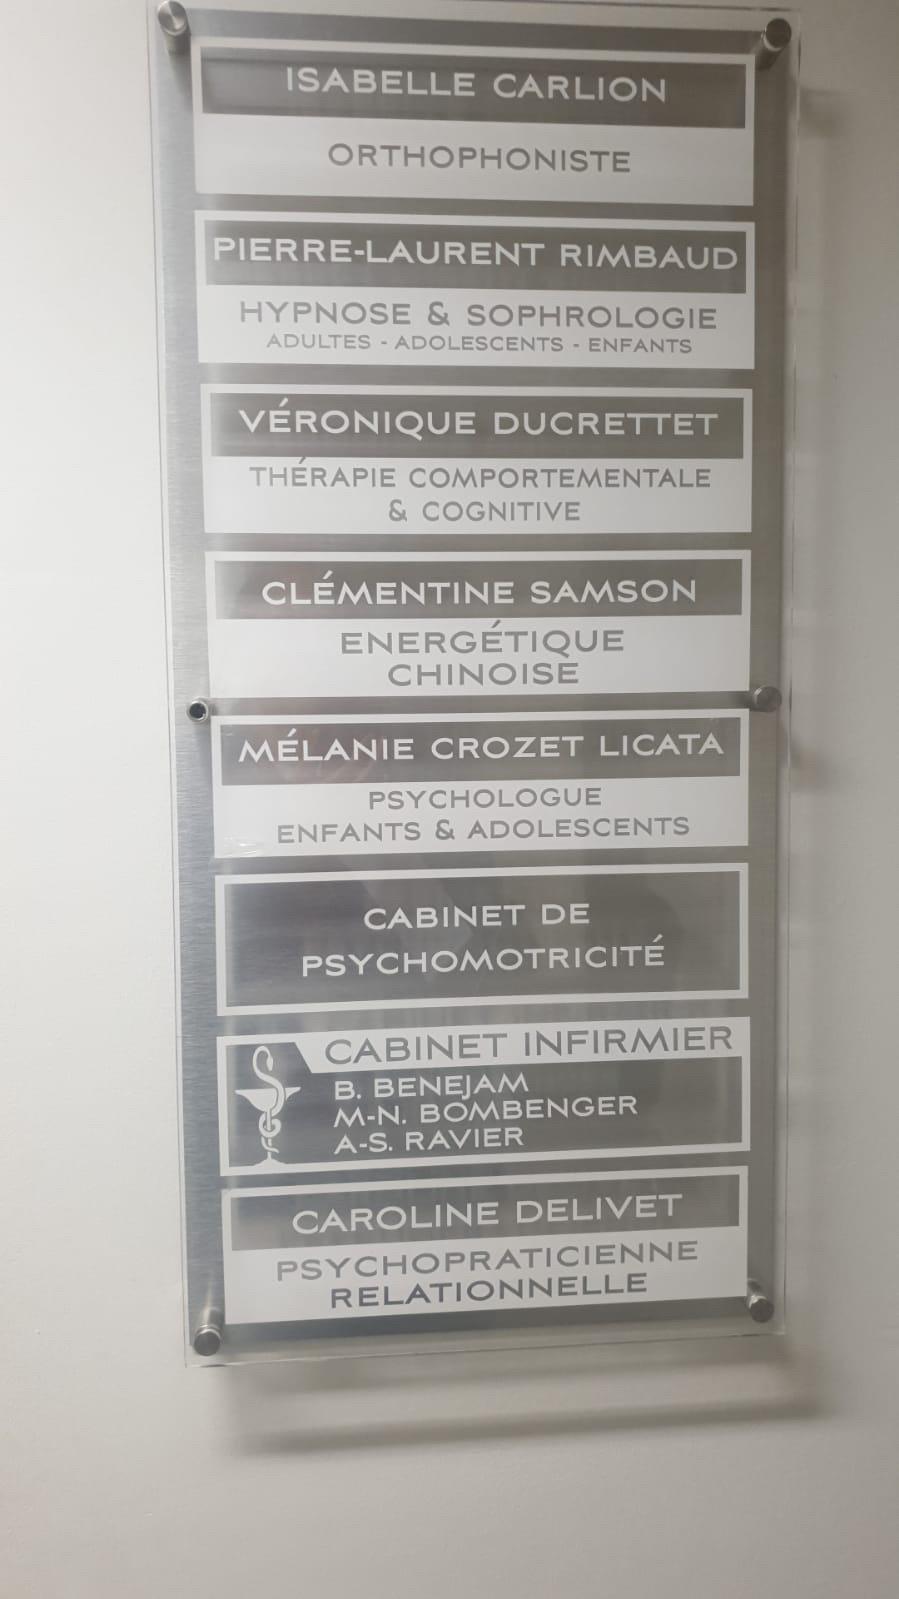 ISABELLE CARLION
ORTHOPHONISTE
PIERRE-LAURENT RIMBAUD
HYPNOSE & SOPHROLOGIE
ADULTES - ADOLESCENTS - ENFANTS
VÉRONIQUE DUCRETTET
THÉRAPIE COMPORTEMENTALE
& COGNITIVE
CLÉMENTINE SAMSON
ENERGÉTIQUE
CHINOISE
MÉLANIE CROZET LICATA
PSYCHOLOGUE
ENFANTS & ADOLESCENTS
CABINET DE
PSYCHOMOTRICITÉ
CABINET INFIRMIER
B. BENEJAM
M-N. BOMBENGER
A-S. RAVIER
CAROLINE DELIVET
PSYCHOPRATICIENNE
RELATIONNELLE